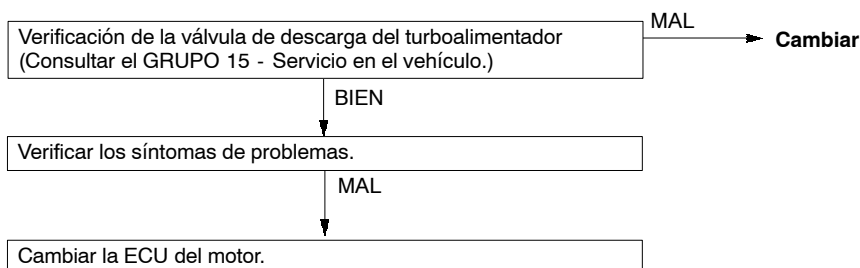 Verificación de la válvula de descarga del turboalimentador
(Consultar el GRUPO 15 - Servicio en el vehículo.)
MAL
Cambiar
BIEN
Verificar los síntomas de problemas.
MAL
Cambiar la ECU del motor.